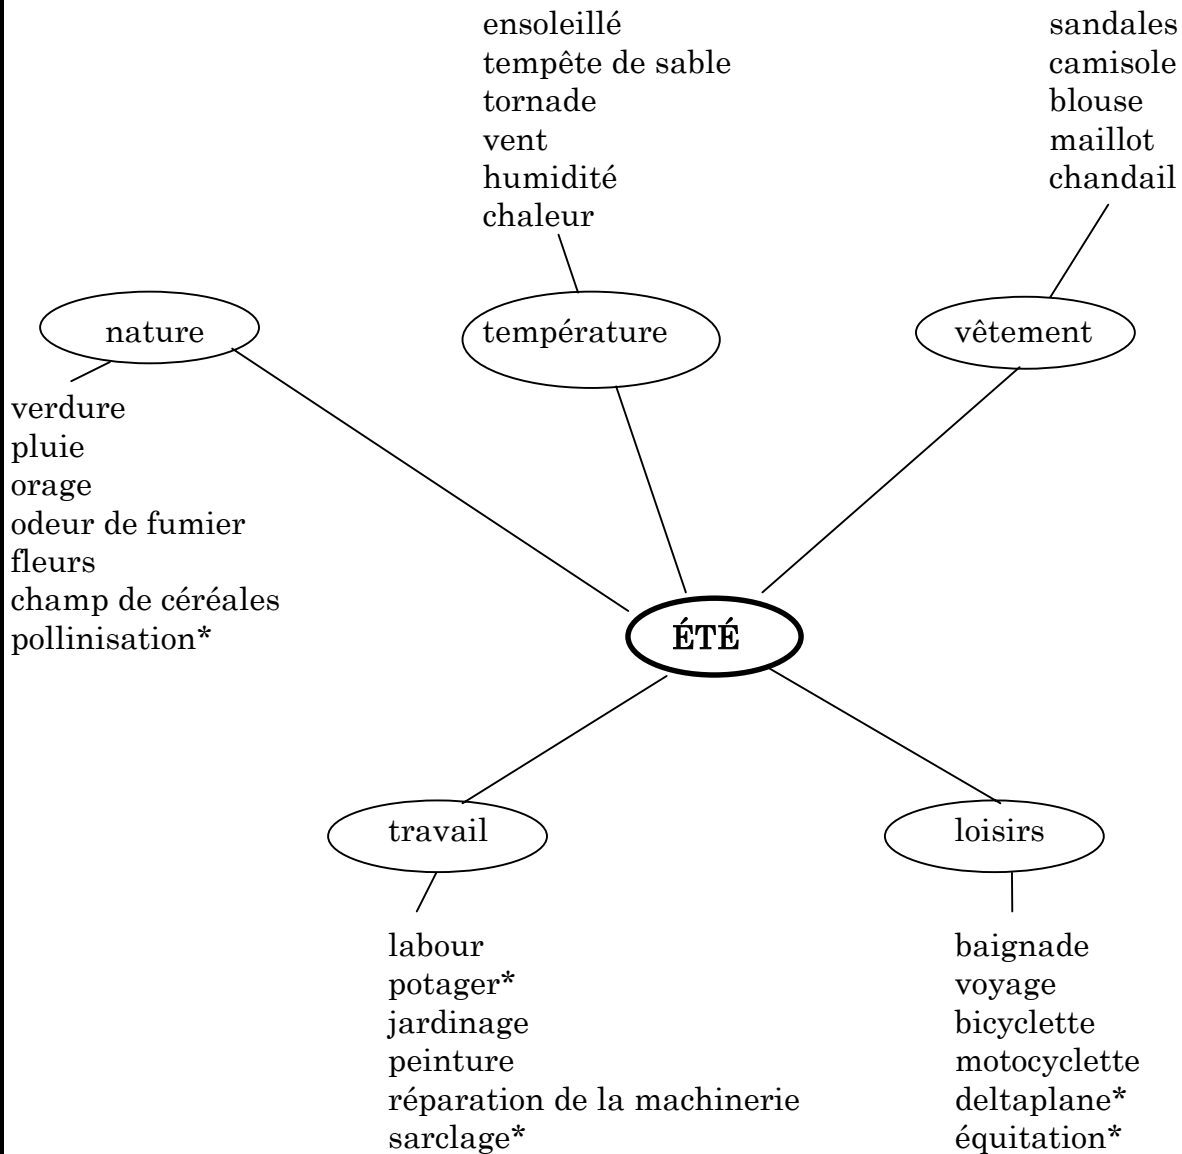 ensoleillé
tempête de sable
tornade
vent
humidité
chaleur
sandales
camisole
blouse
maillot
chandail
nature
température
vêtement
verdure
pluie
orage
odeur de fumier
fleurs
champ de céréales
pollinisation*
ÉTÉ
travail
loisirs
labour
potager*
jardinage
peinture
réparation de la machinerie
sarclage*
baignade
voyage
bicyclette
motocyclette
deltaplane*
équitation*